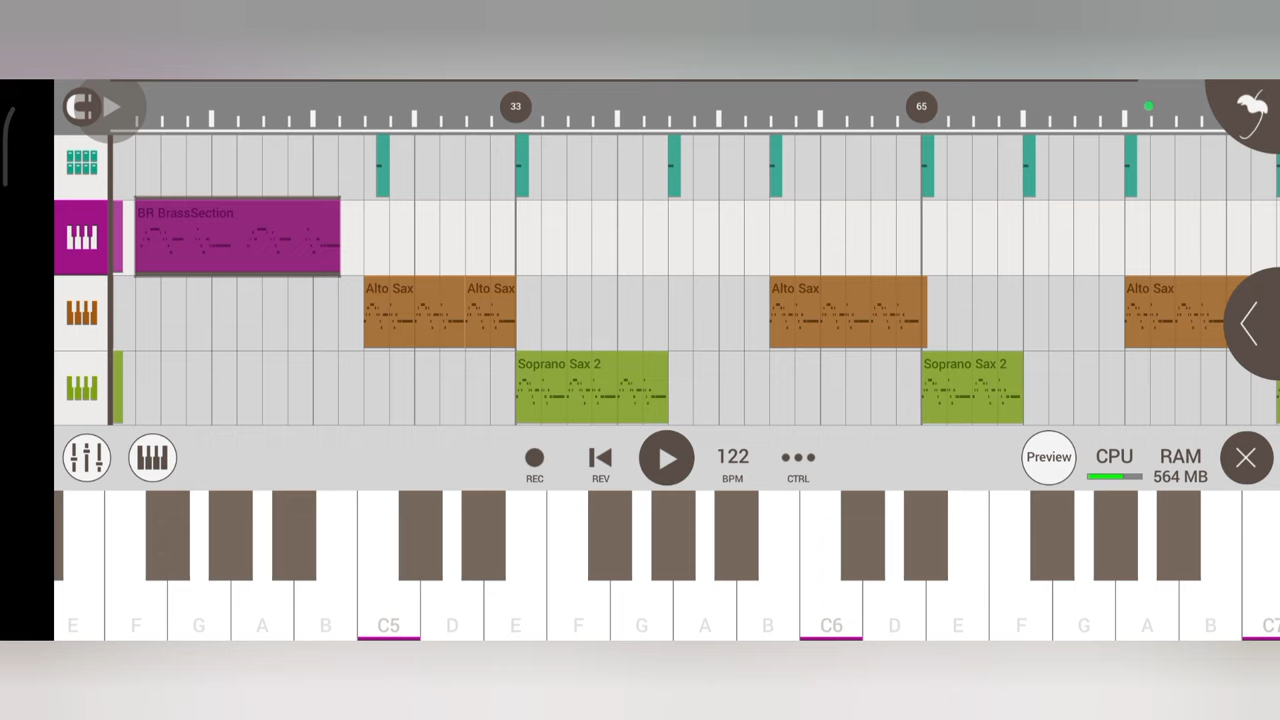 33
65
BR BrassSection
Alto Sax
Alto Sax
Alto Sax
Alto Sax
Soprano Sax 2
Soprano Sax 2
REC
REV
122
BPM
CTRL
Preview
CPU
RAM
564 MB
E F G A B C5 D E F G A B C6 D E F G A B C7